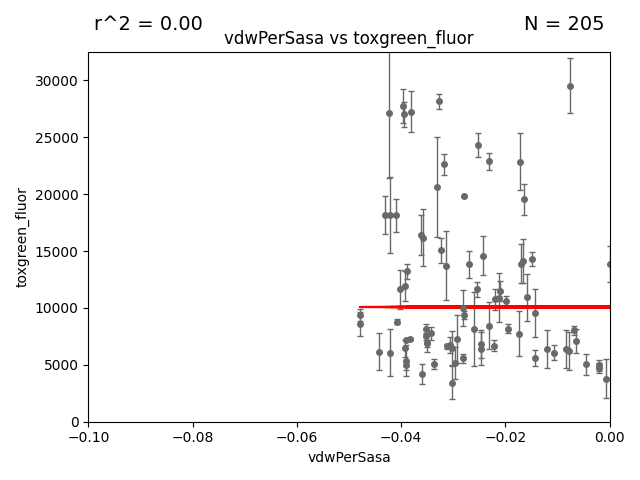 r^2 = 0.00
N = 205
vdwPerSasa vs toxgreen_fluor
toxgreen_fluor
30000
25000
20000
15000
10000
5000
0
−0.10
−0.08
−0.06
−0.04
−0.02
0.00
vdwPerSasa